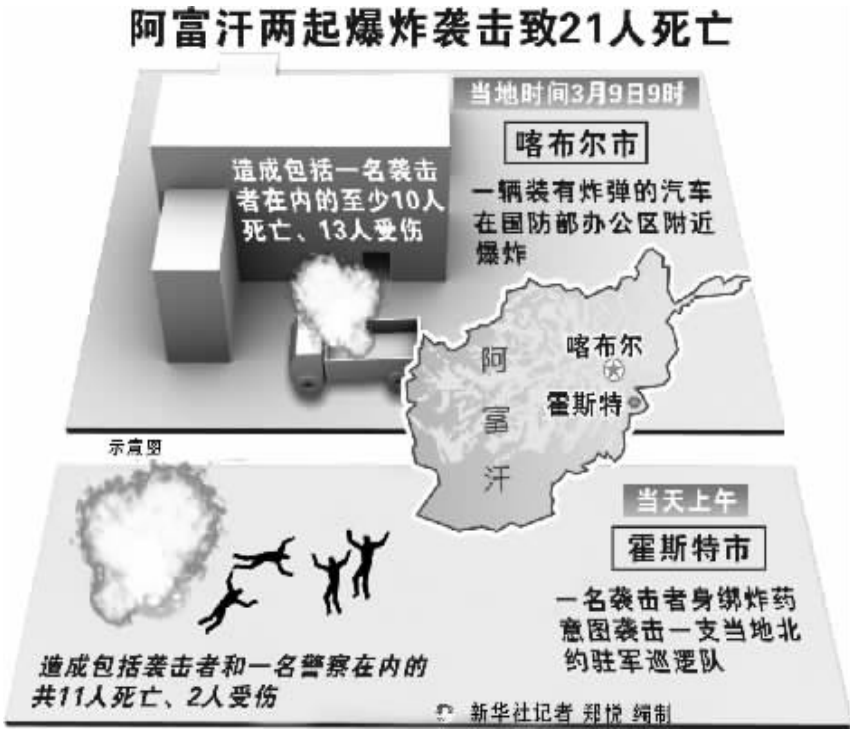 阿富汗两起爆炸袭击致21人死亡
当地时间3月9日9时
喀布尔市
一辆装有炸弹的汽车
在国防部办公区附近
爆炸
造成包括一名袭击
者在内的至少10人
死亡、13人受伤
阿富汗
喀布尔
霍斯特
示意图
当天上午
霍斯特市
一名袭击者身绑炸药
意图袭击一支当地北
约驻军巡逻队
造成包括袭击者和一名警察在内的
共11人死亡、2人受伤
新华社记者 郑悦 编制